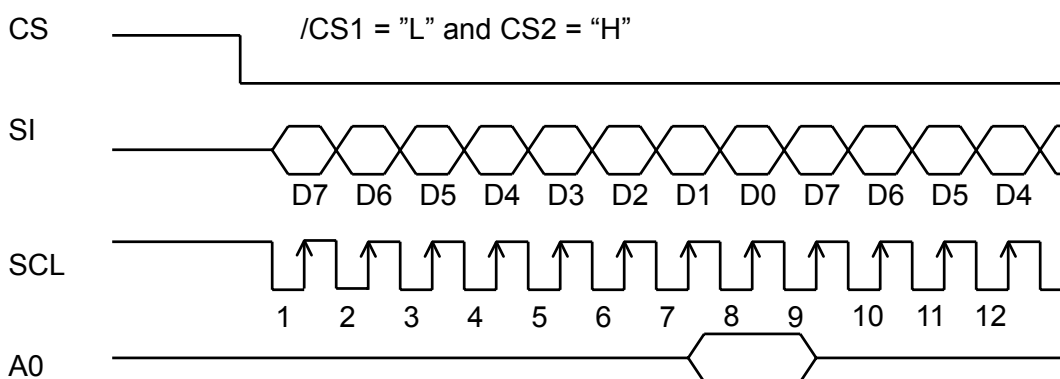 CS /CS1 = ”L” and CS2 = “H”
SI
D7 D6 D5 D4 D3 D2 D1 D0 D7 D6 D5 D4
SCL
1 2 3 4 5 6 7 8 9 10 11 12
A0